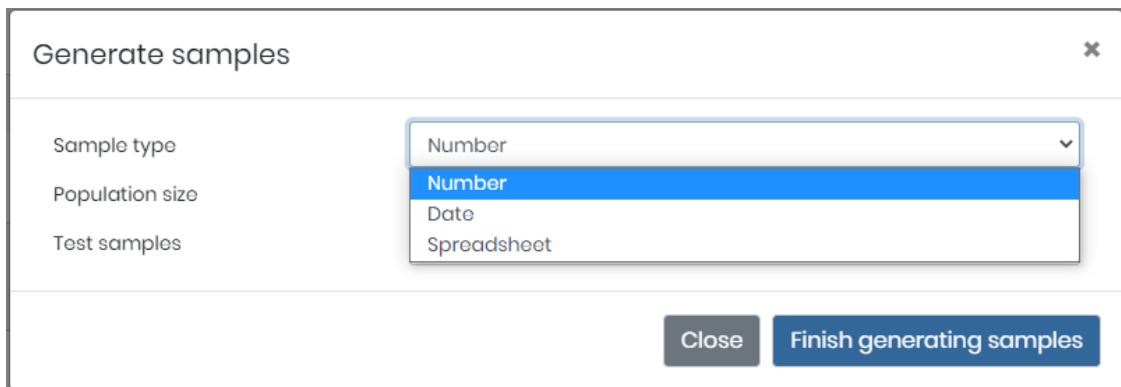 Generate samples
Sample type
Number
Number
Date
Spreadsheet
Population size
Test samples
Close
Finish generating samples